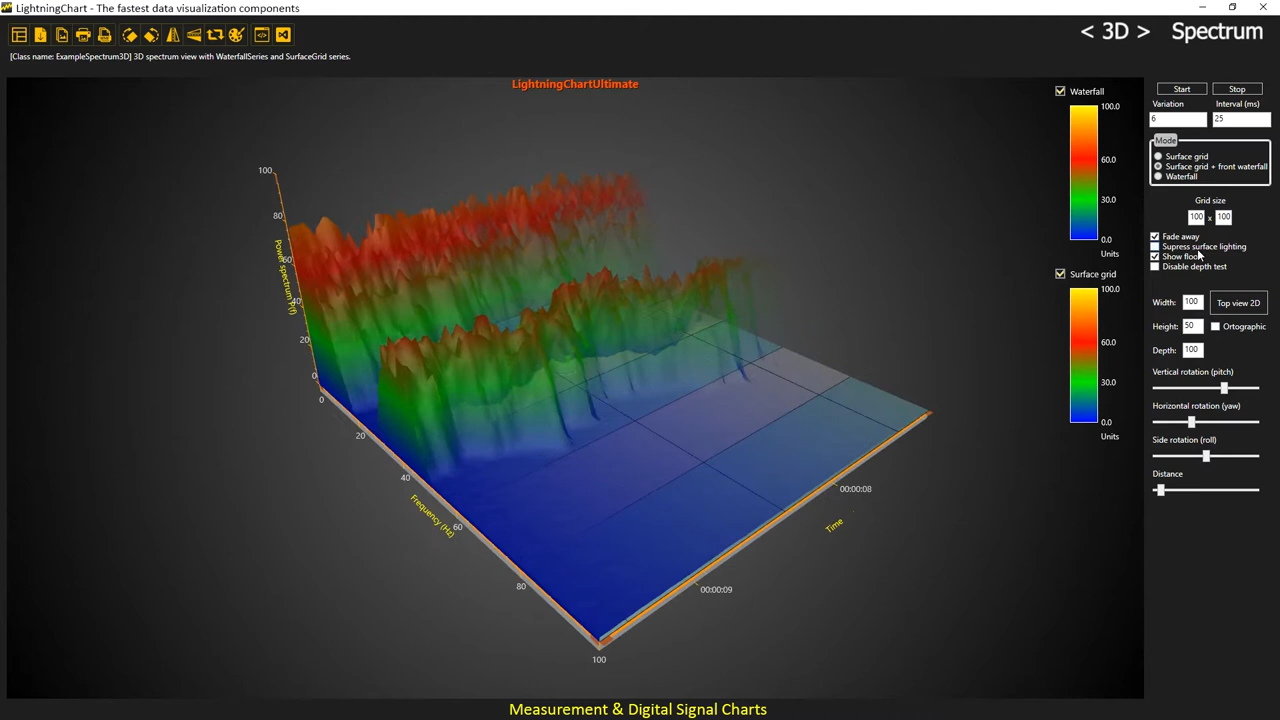 LightningChart - The fastest data visualization components
< 3D > Spectrum
[Class name: ExampleSpectrum3D] 3D spectrum view with WaterfallSeries and SurfaceGrid series.
LightningChartUltimate
Waterfall
100.0
60.0
30.0
0.0
Units
Surface grid
100.0
60.0
30.0
0.0
Units
Start Stop
Variation Interval (ms)
6 25
Mode
Surface grid
Surface grid + front waterfall
Waterfall
Grid size
100 x 100
Fade away
Supress surface lighting
Show floor
Disable depth test
Width: 100 Top view 2D
Height: 50 Orthographic
Depth: 100
Vertical rotation (pitch)
Horizontal rotation (yaw)
Side rotation (roll)
Distance
100
80
60
40
20
0
Power spectrum P(f)
0
20
40
60
80
100
Frequency (Hz)
00:00:08
00:00:09
Time
Measurement & Digital Signal Charts